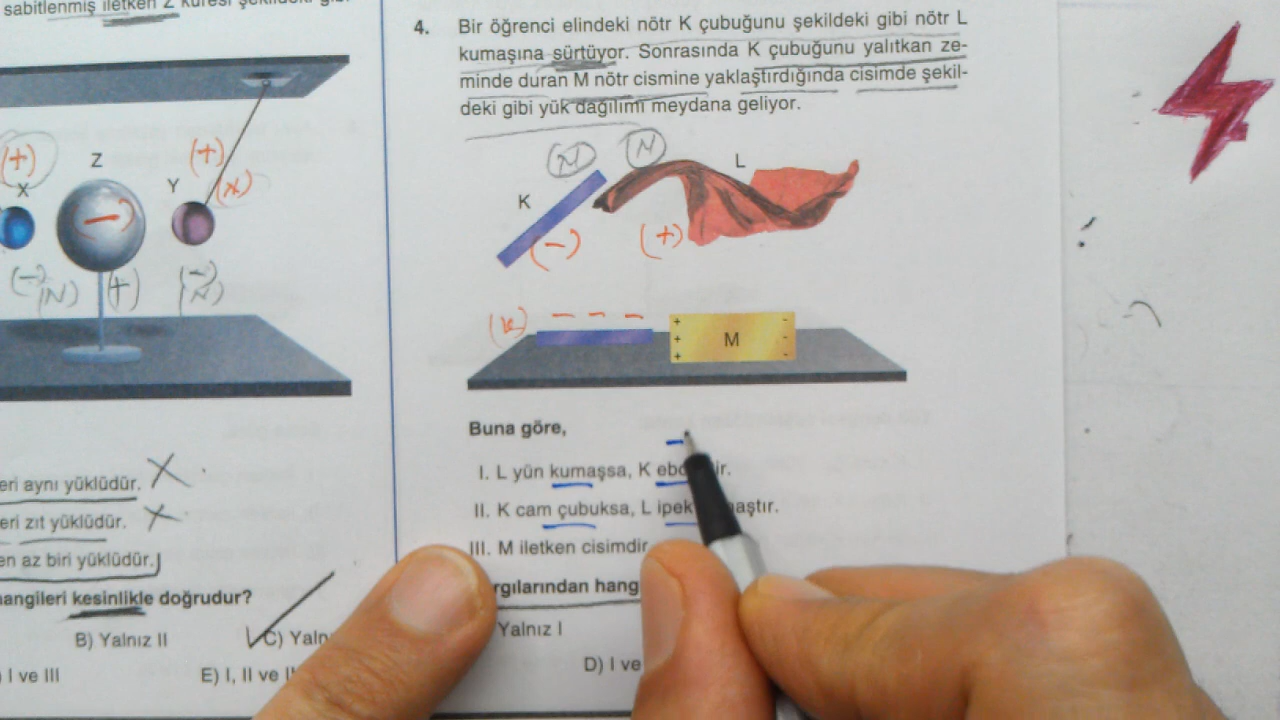 sabitlenmiş iletken Z küresi şekildeki gibi
(+)
X
Z
(+)
Y
(x)
(-)
(-)
(N)
(+)
(-)
N
eri aynı yüklüdür.
eri zıt yüklüdür.
en az biri yüklüdür.
angileri kesinlikle doğrudur?
B) Yalnız II
C) Yaln
I ve III
E) I, II ve I
4. Bir öğrenci elindeki nötr K çubuğunu şekildeki gibi nötr L
kumaşına sürtüyor. Sonrasında K çubuğunu yalıtkan ze-
minde duran M nötr cismine yaklaştırdığında cisimde şekil-
deki gibi yük dağılımı meydana geliyor.
(N)
(N)
K
L
(-)
(+)
(K) - - -
+ -
+ M -
+ -
Buna göre,
-
I. L yün kumaşsa, K ebo ir.
II. K cam çubuksa, L ipek maştır.
III. M iletken cisimdir
rgılarından hang
Yalnız I
D) I ve